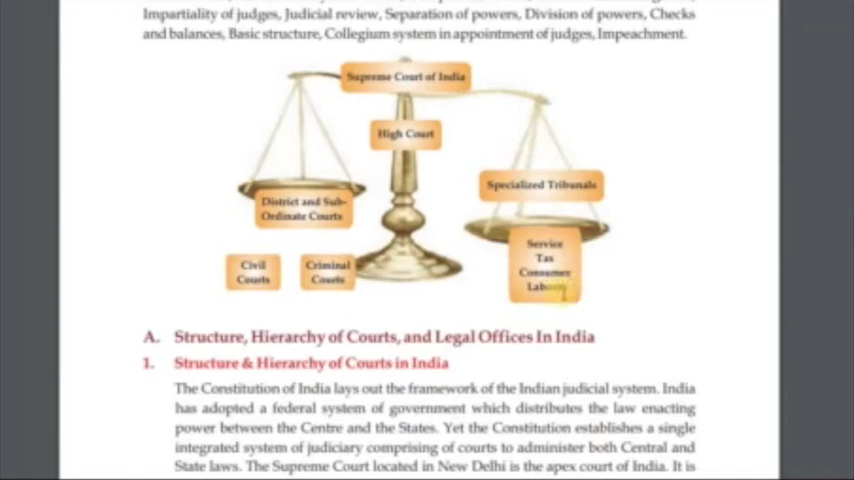 Impartiality of judges, Judicial review, Separation of powers, Division of powers, Checks
and balances, Basic structure, Collegium system in appointment of judges, Impeachment.
Supreme Court of India
High Court
Specialized Tribunals
District and Sub-
Ordinate Courts
Service
Tax
Consumer
Civil
Courts
Criminal
Courts
A. Structure, Hierarchy of Courts, and Legal Offices In India
1. Structure & Hierarchy of Courts in India
The Constitution of India lays out the framework of the Indian judicial system. India
has adopted a federal system of government which distributes the law enacting
power between the Centre and the States. Yet the Constitution establishes a single
integrated system of judiciary comprising of courts to administer both Central and
State laws. The Supreme Court located in New Delhi is the apex court of India. It is